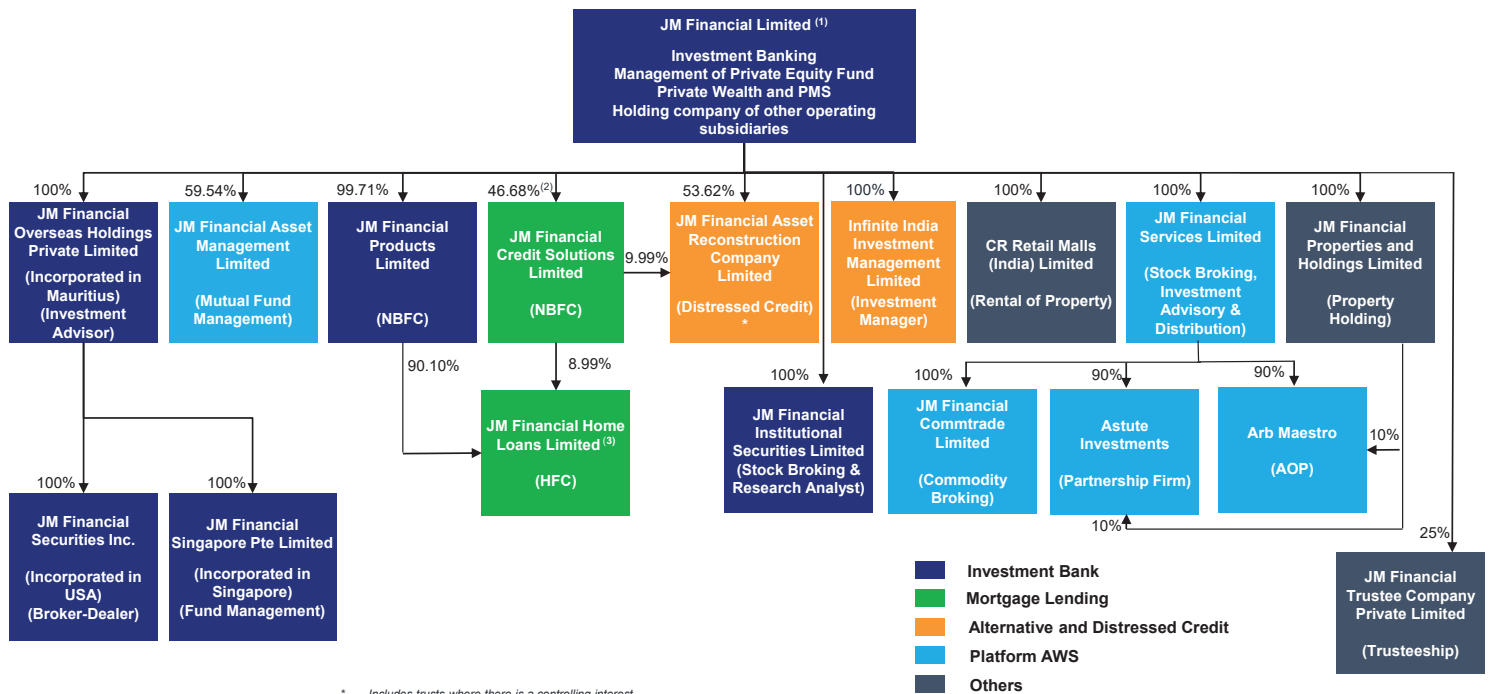 JM Financial Limited (1)
Investment Banking
Management of Private Equity Fund
Private Wealth and PMS
Holding company of other operating
subsidiaries
100%
59.54%
99.71%
46.68%(2)
53.62%
100%
100%
100%
100%
JM Financial
Overseas Holdings
Private Limited
(Incorporated in
Mauritius)
(Investment
Advisor)
JM Financial Asset
Management
Limited
(Mutual Fund
Management)
JM Financial
Products
Limited
(NBFC)
JM Financial
Credit Solutions
Limited
(NBFC)
9.99%
JM Financial Asset
Reconstruction
Company
Limited
(Distressed Credit)
*
Infinite India
Investment
Management
Limited
(Investment
Manager)
CR Retail Malls
(India) Limited
(Rental of Property)
JM Financial
Services Limited
(Stock Broking,
Investment
Advisory &
Distribution)
JM Financial
Properties and
Holdings Limited
(Property
Holding)
90.10%
8.99%
100%
100%
90%
90%
JM Financial Home
Loans Limited (3)
(HFC)
JM Financial
Institutional
Securities Limited
(Stock Broking &
Research Analyst)
JM Financial
Commtrade
Limited
(Commodity
Broking)
Astute
Investments
(Partnership Firm)
Arb Maestro
(AOP)
10%
10%
25%
100%
100%
JM Financial
Securities Inc.
(Incorporated in
USA)
(Broker-Dealer)
JM Financial
Singapore Pte Limited
(Incorporated in
Singapore)
(Fund Management)
JM Financial
Trustee Company
Private Limited
(Trusteeship)
Investment Bank
Mortgage Lending
Alternative and Distressed Credit
Platform AWS
Others
* Includes trusts where there is a controlling interest